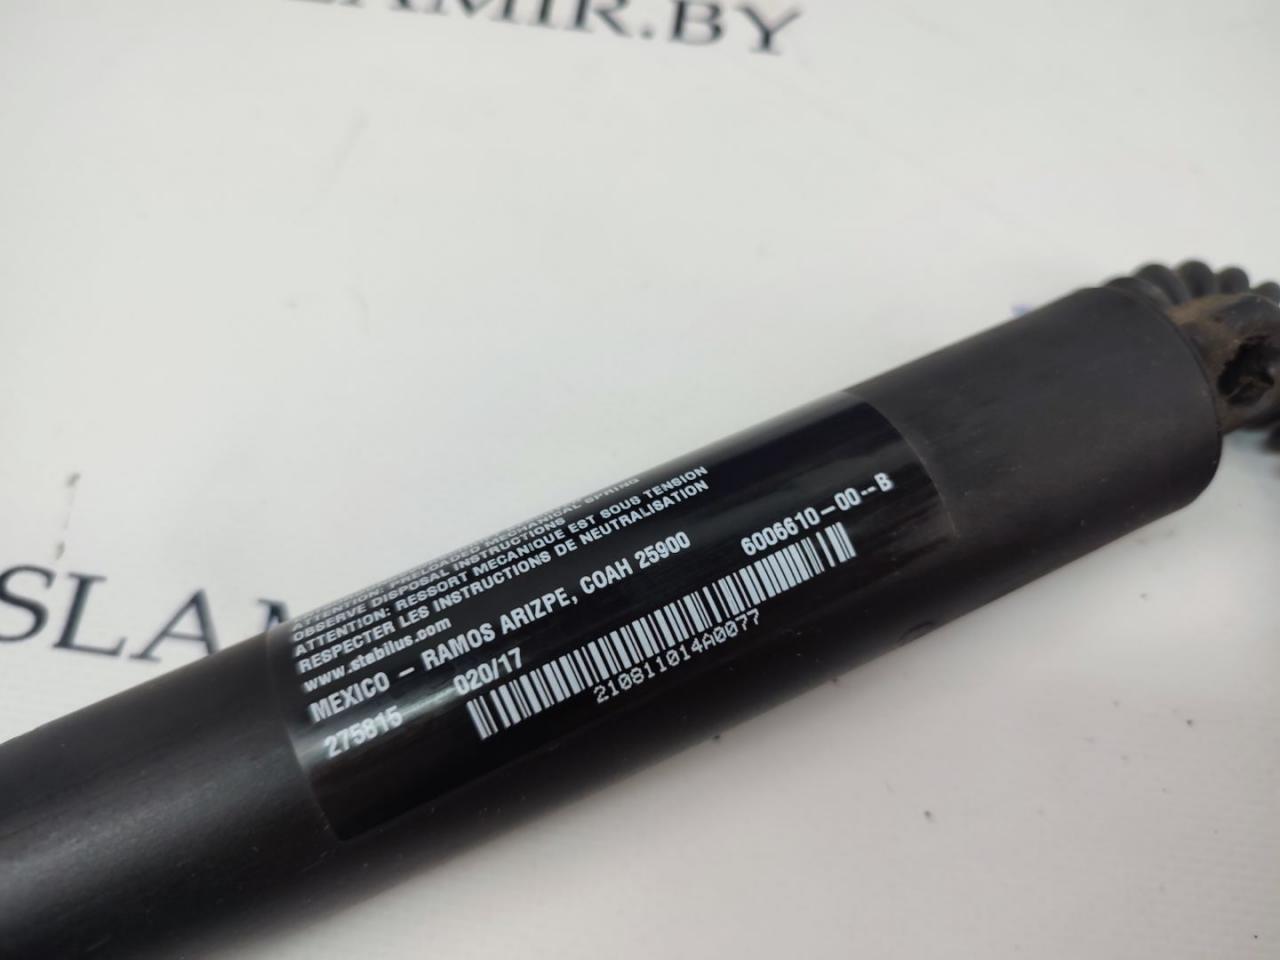 SLAMIR.BY
SLAM
ATTENTION: PRELOADED MECHANICAL SPRING
OBSERVE DISPOSAL INSTRUCTIONS
ATTENTION: RESSORT MECANIQUE EST SOUS TENSION
RESPECTER LES INSTRUCTIONS DE NEUTRALISATION
www.stabilus.com
MEXICO – RAMOS ARIZPE, COAH 25900
275815 020/17 6006610-00--B
210811014A0077